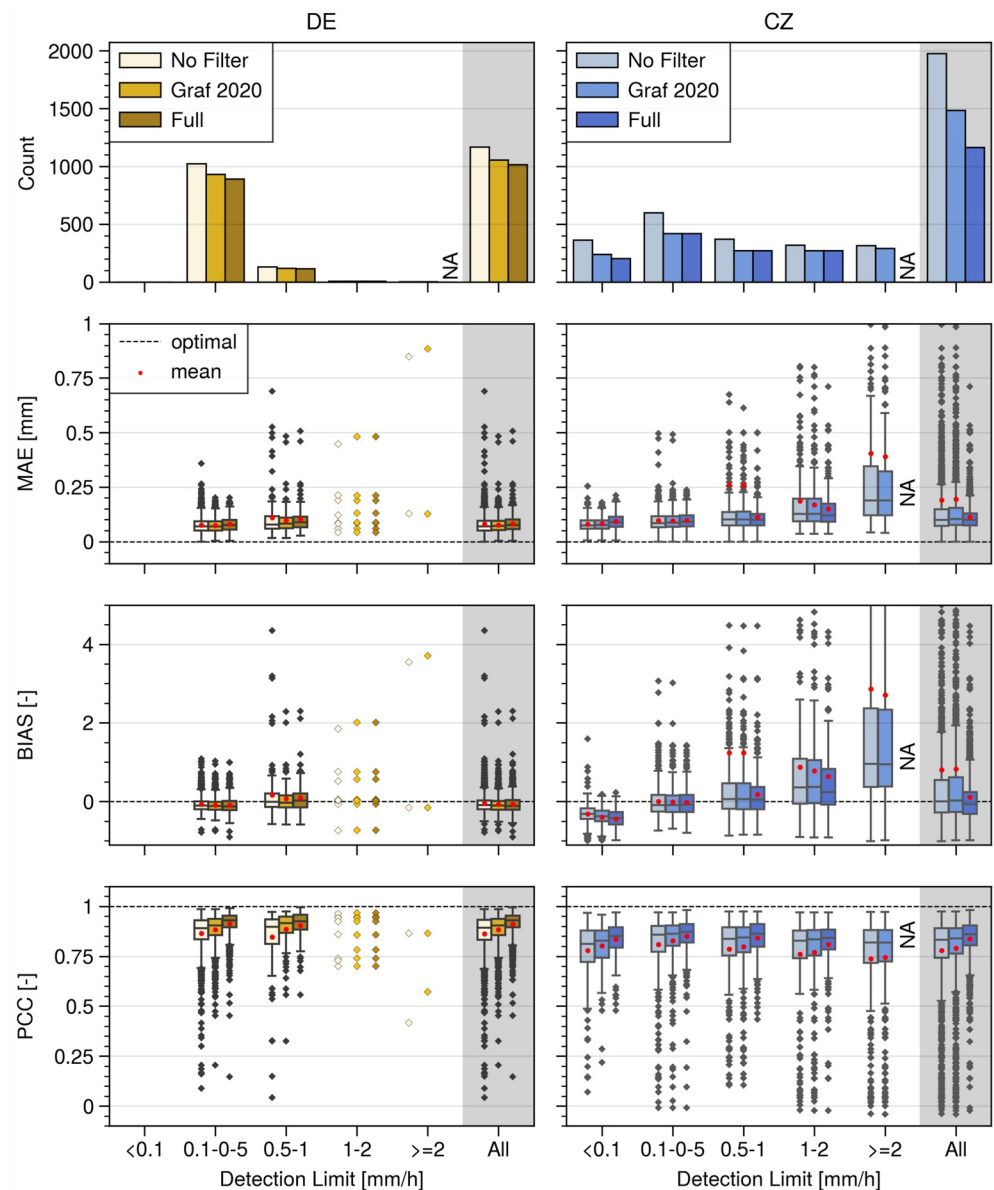 DE
CZ
No Filter
Graf 2020
Full
No Filter
Graf 2020
Full
Count
2000
1500
1000
500
0
NA
NA
optimal
mean
MAE [mm]
1
0.75
0.5
0.25
0
NA
BIAS [-]
4
2
0
NA
PCC [-]
1
0.75
0.5
0.25
0
NA
<0.1
0.1-0-5
0.5-1
1-2
>=2
All
<0.1
0.1-0-5
0.5-1
1-2
>=2
All
Detection Limit [mm/h]
Detection Limit [mm/h]